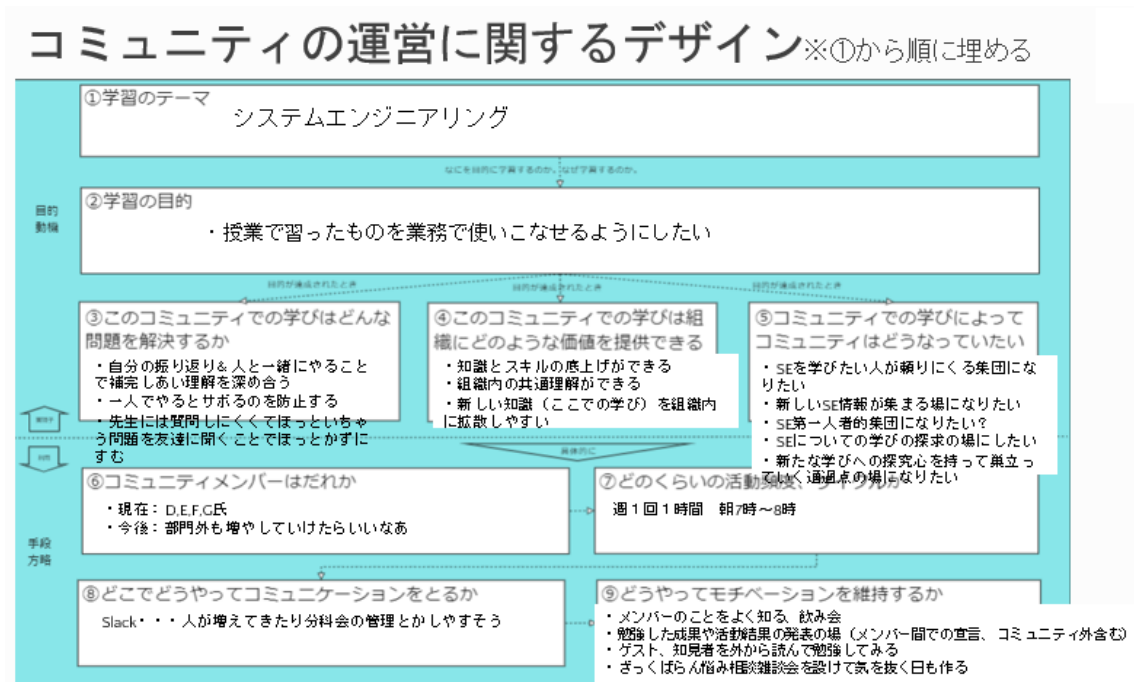 コミュニティの運営に関するデザイン※①から順に埋める
①学習のテーマ
システムエンジニアリング
なにを目的に学習するのか、なぜ学習するのか。
目的
動機
②学習の目的
・授業で習ったものを業務で使いこなせるようにしたい
目的が達成されたとき
目的が達成されたとき
目的が達成されたとき
③このコミュニティでの学びはどんな
問題を解決するか
・自分の振り返り&人と一緒にやること
で補完しあい理解を深め合う
・一人でやるとサボるのを防止する
・先生には質問しにくくてほっといちゃ
う問題を友達に聞くことでほっとかずに
すむ
④このコミュニティでの学びは組
織にどのような価値を提供できる
・知識とスキルの底上げができる
・組織内の共通理解ができる
・新しい知識（ここでの学び）を組織内
に拡散しやすい
⑤コミュニティでの学びによって
コミュニティはどうなっていたい
・SEを学びたい人が頼りにくる集団にな
りたい
・新しいSE情報が集まる場になりたい
・SE第一人者的集団になりたい？
・SEについての学びの探求の場にしたい
・新たな学びへの探究心を持って巣立っ
ていく通過点の場になりたい
具体的に
手段
方略
⑥コミュニティメンバーはだれか
・現在：D,E,F,G氏
・今後：部門外も増やしていけたらいいなあ
⑦どのくらいの活動頻度、サイクルか
週１回１時間 朝7時～8時
⑧どこでどうやってコミュニケーションをとるか
Slack・・・人が増えてきたり分科会の管理とかしやすそう
⑨どうやってモチベーションを維持するか
・メンバーのことをよく知る、飲み会
・勉強した成果や活動結果の発表の場（メンバー間での宣言、コミュニティ外含む）
・ゲスト、知見者を外から読んで勉強してみる
・ざっくばらん悩み相談雑談会を設けて気を抜く日も作る